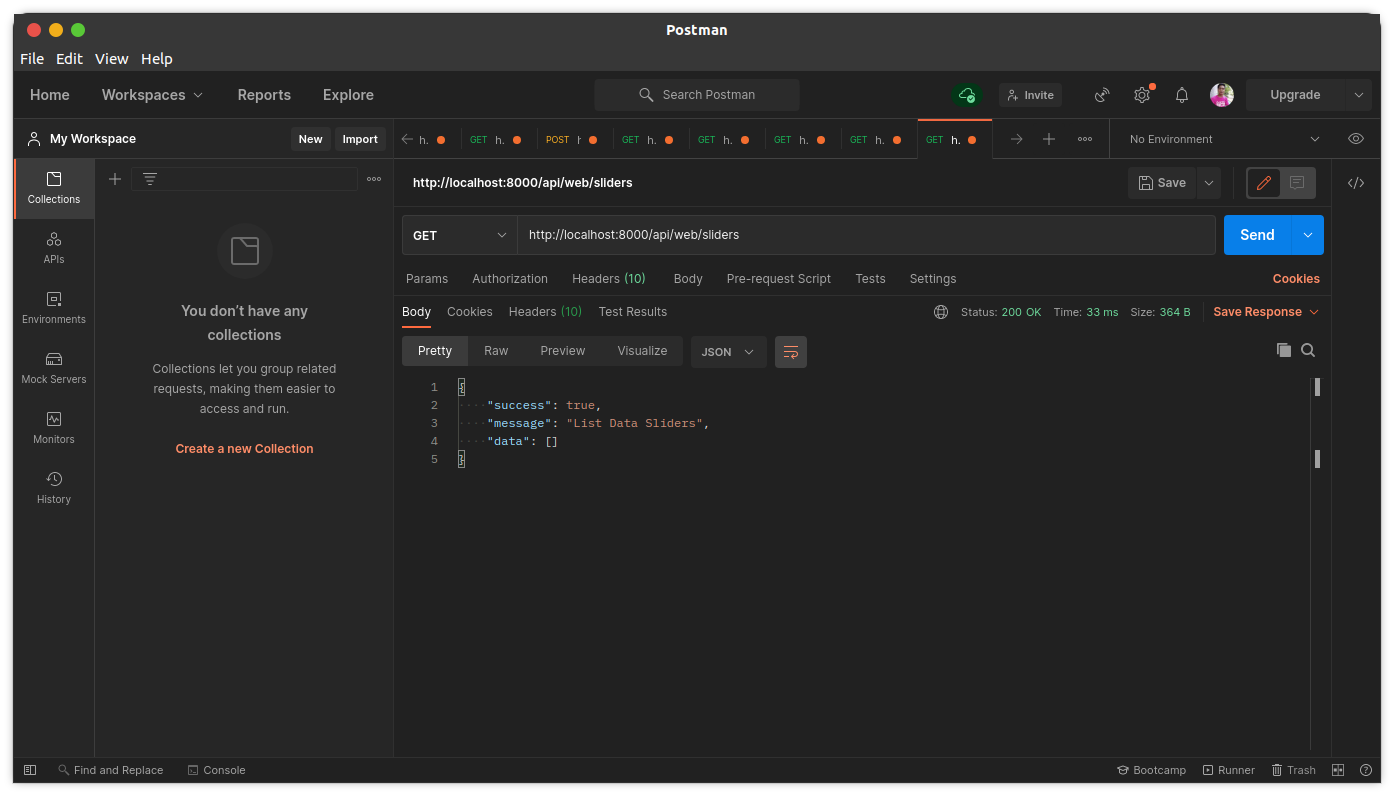 Postman
File Edit View Help
Home Workspaces Reports Explore Search Postman Invite Upgrade
My Workspace New Import
h. GET h. POST h GET h. GET h. GET h. GET h. GET h. No Environment
Collections
APIs
Environments
Mock Servers
Monitors
History
You don’t have any
collections
Collections let you group related
requests, making them easier to
access and run.
Create a new Collection
http://localhost:8000/api/web/sliders Save
GET http://localhost:8000/api/web/sliders Send
Params Authorization Headers (10) Body Pre-request Script Tests Settings Cookies
Body Cookies Headers (10) Test Results Status: 200 OK Time: 33 ms Size: 364 B Save Response
Pretty Raw Preview Visualize JSON
1 {
2 "success": true,
3 "message": "List Data Sliders",
4 "data": []
5 }
Find and Replace Console Bootcamp Runner Trash